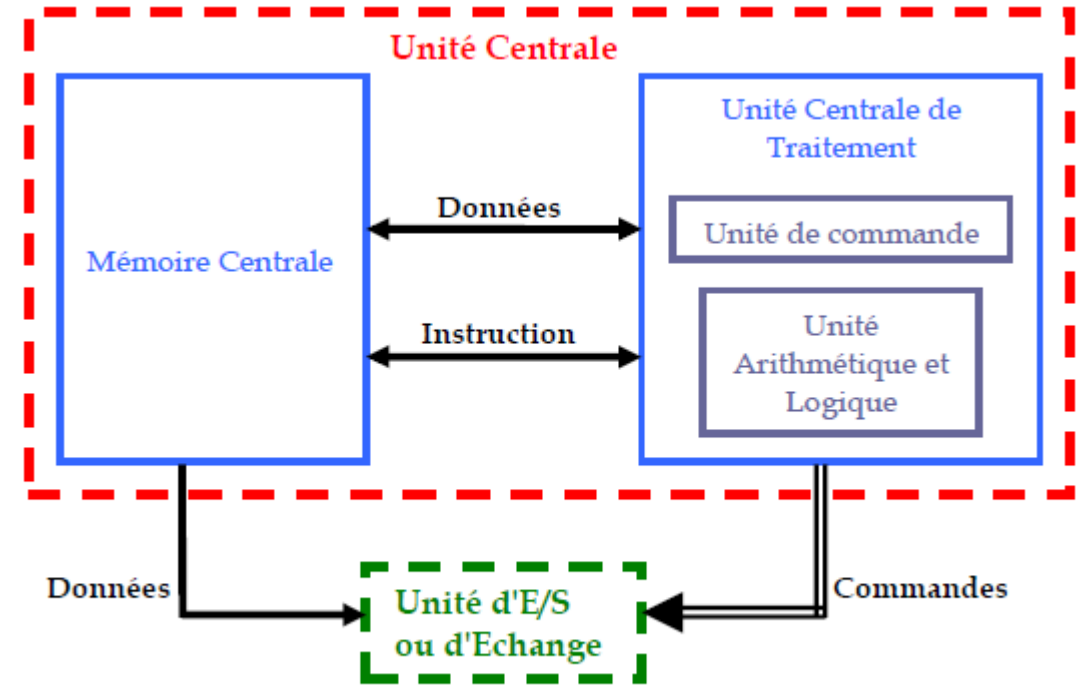 Unité Centrale
Unité Centrale de
Traitement
Données
Unité de commande
Mémoire Centrale
Instruction
Unité
Arithmétique et
Logique
Données
Commandes
Unité d'E/S
ou d'Echange